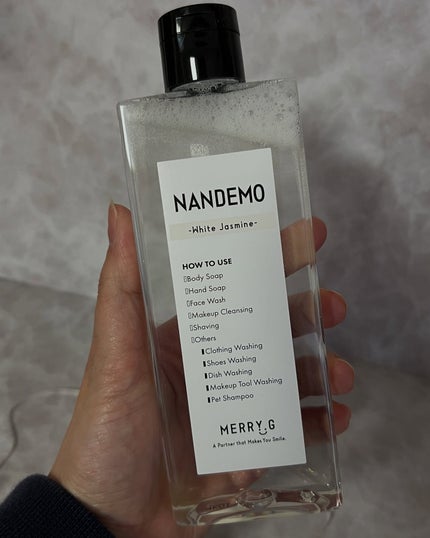 NANDEMO
-White Jasmine-
HOW TO USE
▯Body Soap
▯Hand Soap
▯Face Wash
▯Makeup Cleansing
▯Shaving
▯Others
▮Clothing Washing
▮Shoes Washing
▮Dish Washing
▮Makeup Tool Washing
▮Pet Shampoo
MERRY G
A Partner that Makes You Smile.